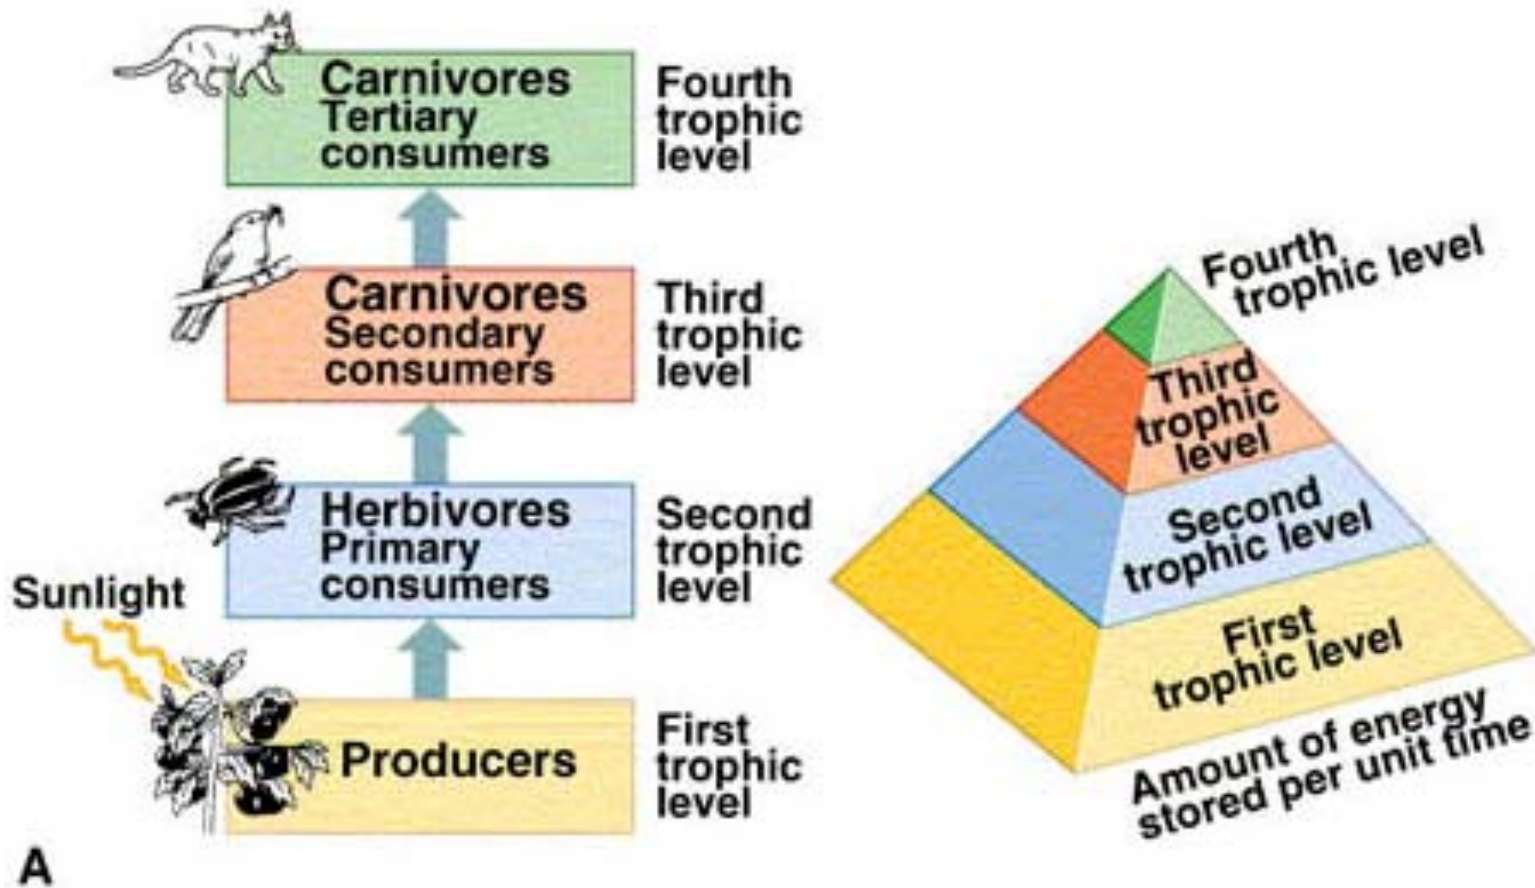 Carnivores
Tertiary
consumers
Fourth
trophic
level
Carnivores
Secondary
consumers
Third
trophic
level
Herbivores
Primary
consumers
Second
trophic
level
Sunlight
Producers
First
trophic
level
A
Fourth
trophic level
Third
trophic
level
Second
trophic level
First
trophic level
Amount of energy
stored per unit time